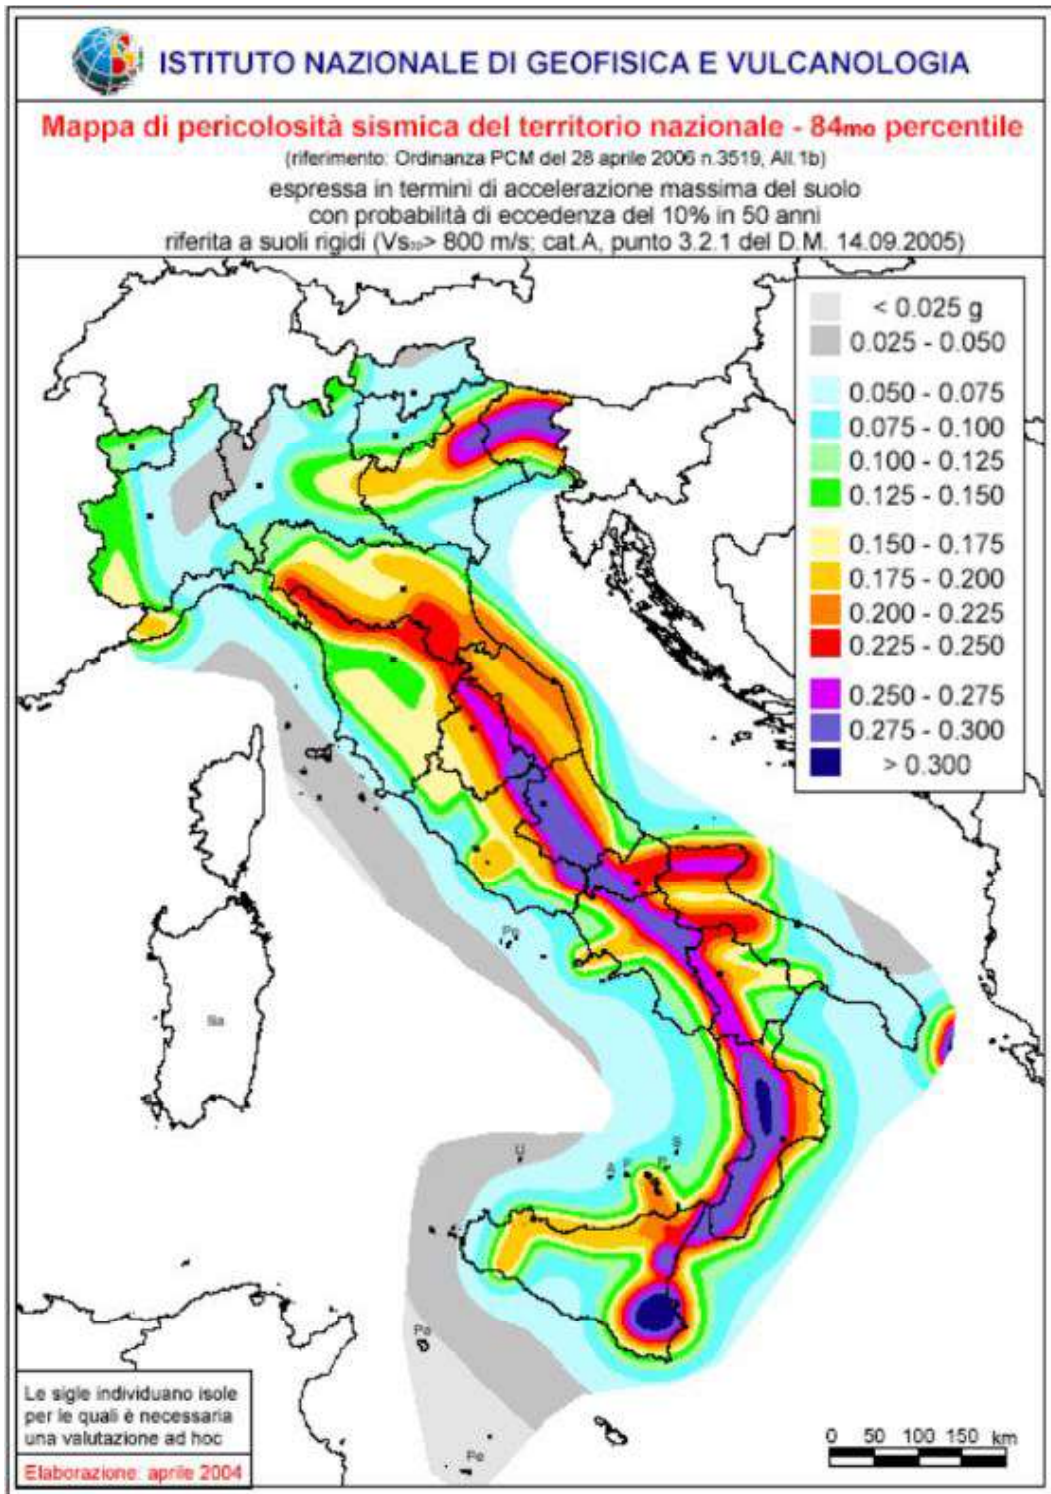 ISTITUTO NAZIONALE DI GEOFISICA E VULCANOLOGIA
Mappa di pericolosità sismica del territorio nazionale - 84mo percentile
(riferimento: Ordinanza PCM del 28 aprile 2006 n.3519, All.1b)
espressa in termini di accelerazione massima del suolo
con probabilità di eccedenza del 10% in 50 anni
riferita a suoli rigidi (Vs₃₀> 800 m/s; cat.A, punto 3.2.1 del D.M. 14.09.2005)
< 0.025 g
0.025 - 0.050
0.050 - 0.075
0.075 - 0.100
0.100 - 0.125
0.125 - 0.150
0.150 - 0.175
0.175 - 0.200
0.200 - 0.225
0.225 - 0.250
0.250 - 0.275
0.275 - 0.300
> 0.300
Sa
U
Pa
Pe
Le sigle individuano isole
per le quali è necessaria
una valutazione ad hoc
Elaborazione: aprile 2004
0 50 100 150 km